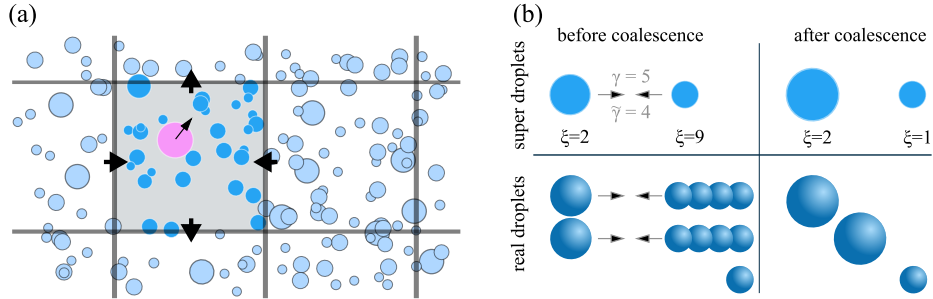 (a)
(b)
before coalescence
after coalescence
super droplets
γ = 5
γ̃ = 4
ξ=2
ξ=9
ξ=2
ξ=1
real droplets